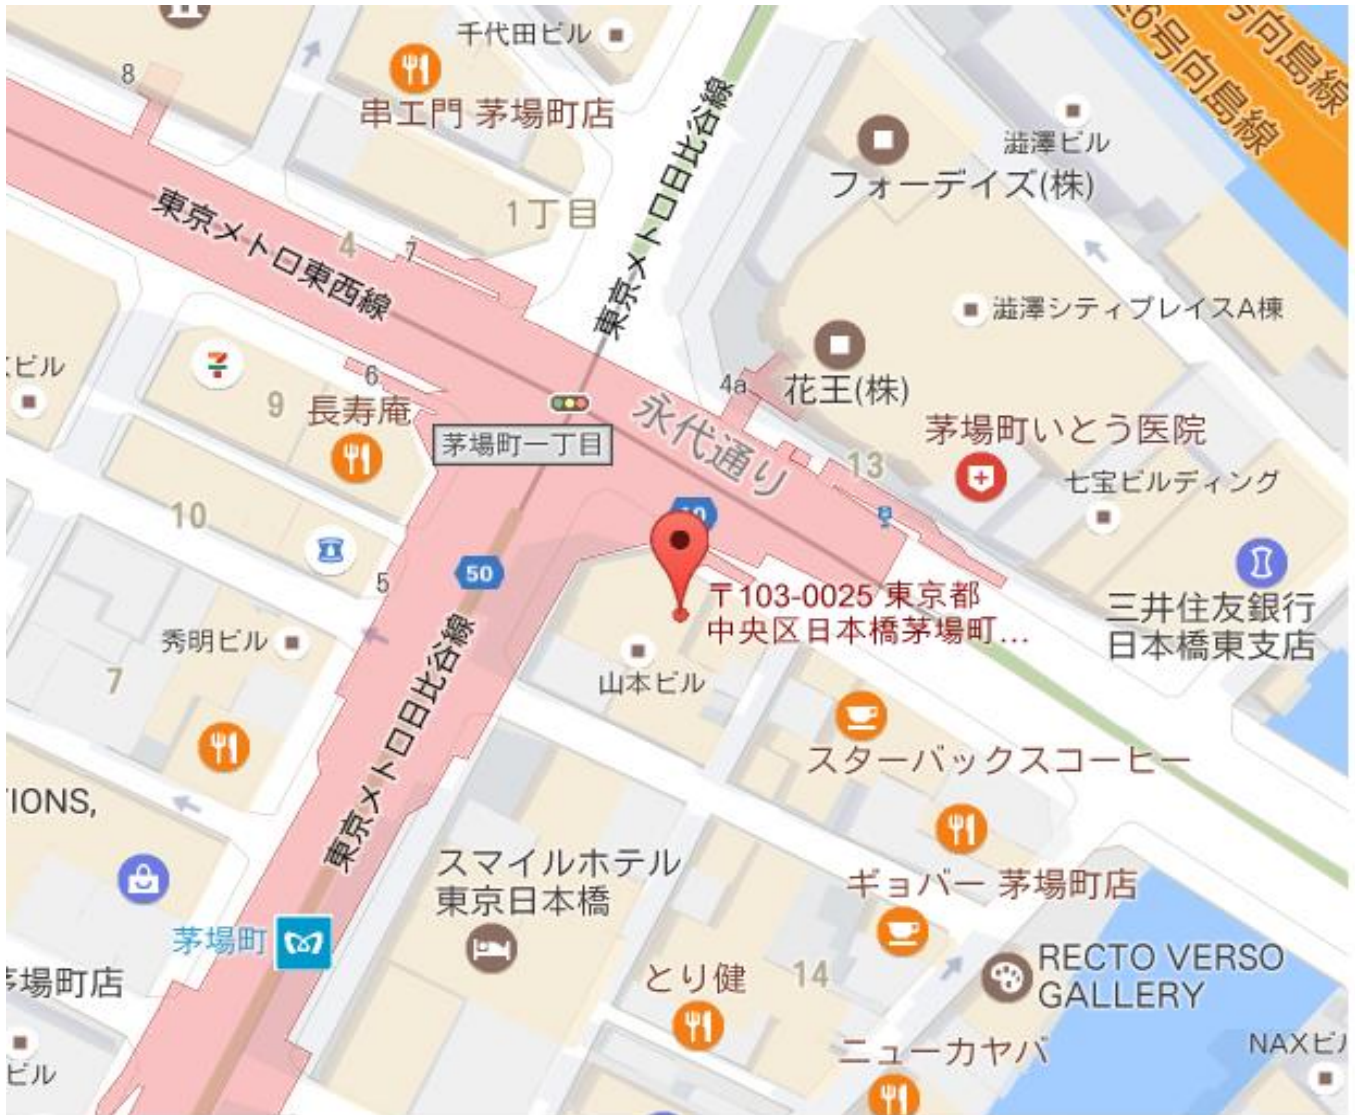 千代田ビル
号向島線
26号向島線
8
串工門 茅場町店
澁澤ビル
フォーデイズ(株)
東京メトロ日比谷線
1丁目
東京メトロ東西線
4
7
澁澤シティプレイスA棟
ビル
6
4a
花王(株)
9
長寿庵
永代通り
茅場町いとう医院
茅場町一丁目
13
七宝ビルディング
10
10
5
50
〒103-0025 東京都
中央区日本橋茅場町...
三井住友銀行
日本橋東支店
秀明ビル
7
山本ビル
東京メトロ日比谷線
スターバックスコーヒー
TIONS,
スマイルホテル
東京日本橋
ギョバー 茅場町店
茅場町
茅場町店
とり健
14
RECTO VERSO
GALLERY
ニューカヤバ
NAXビル
ビル